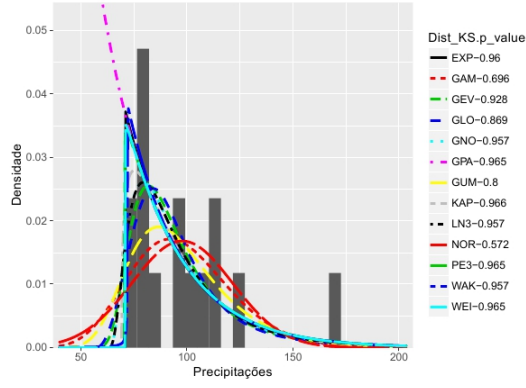 0.05
0.04
0.03
0.02
0.01
0.00
Densidade
50
100
150
200
Precipitações
Dist_KS.p_value
EXP−0.96
GAM−0.696
GEV−0.928
GLO−0.869
GNO−0.957
GPA−0.965
GUM−0.8
KAP−0.966
LN3−0.957
NOR−0.572
PE3−0.965
WAK−0.957
WEI−0.965